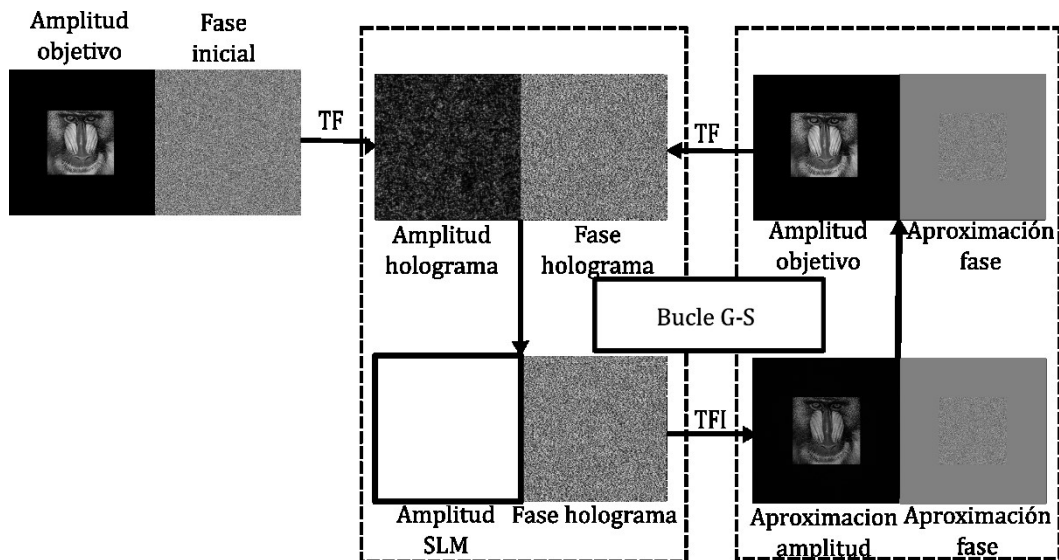 Amplitud
objetivo
Fase
inicial
TF
Amplitud
holograma
Fase
holograma
TF
Amplitud
objetivo
Aproximación
fase
Bucle G-S
Amplitud
SLM
Fase holograma
TFI
Aproximacion
amplitud
Aproximación
fase